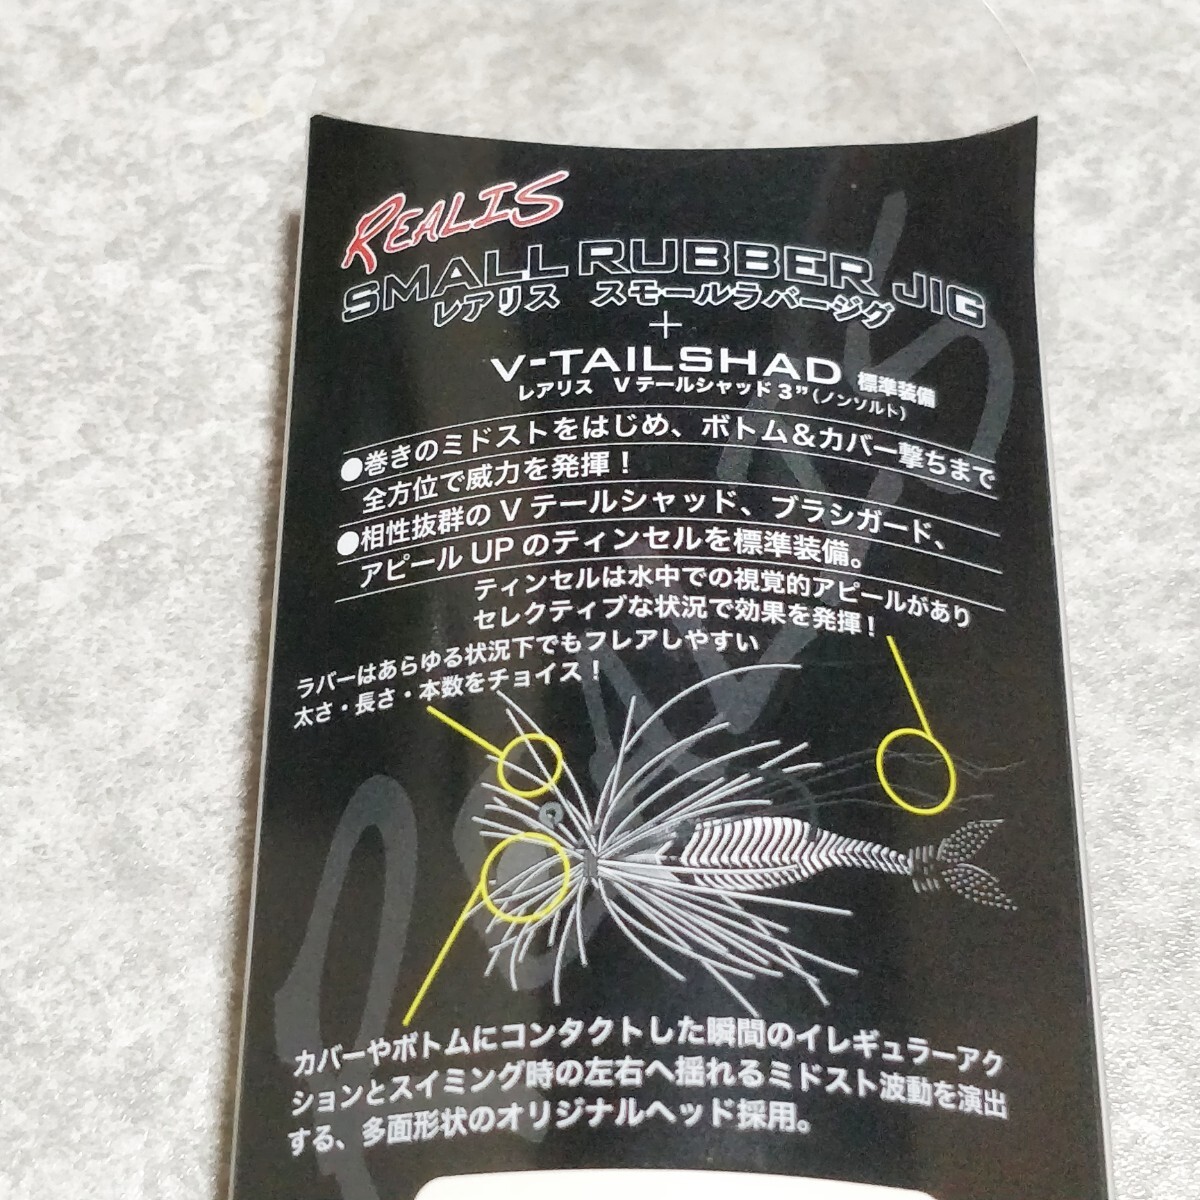 REALIS
SMALL RUBBER JIG
レアリス スモールラバージグ
+
V-TAILSHAD 標準装備
レアリス Vテールシャッド3”(ノンソルト)
●巻きのミドストをはじめ、ボトム&カバー撃ちまで
全方位で威力を発揮!
●相性抜群のVテールシャッド、ブラシガード、
アピールUPのティンセルを標準装備。
ティンセルは水中での視覚的アピールがあり
セレクティブな状況で効果を発揮!
ラバーはあらゆる状況下でもフレアしやすい
太さ・長さ・本数をチョイス!
カバーやボトムにコンタクトした瞬間のイレギュラーアク
ションとスイミング時の左右へ揺れるミドスト波動を演出
する、多面形状のオリジナルヘッド採用。